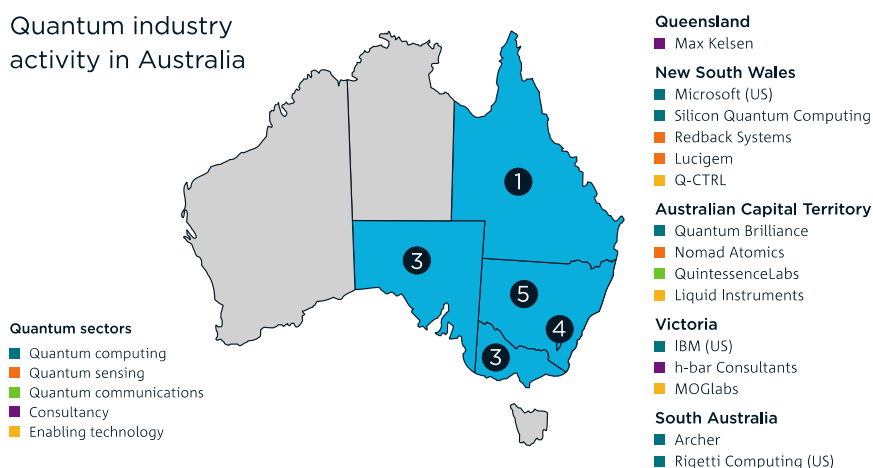 Quantum industry
activity in Australia
1
3
5
4
3
Quantum sectors
Quantum computing
Quantum sensing
Quantum communications
Consultancy
Enabling technology
Queensland
Max Kelsen
New South Wales
Microsoft (US)
Silicon Quantum Computing
Redback Systems
Lucigem
Q-CTRL
Australian Capital Territory
Quantum Brilliance
Nomad Atomics
QuintessenceLabs
Liquid Instruments
Victoria
IBM (US)
h-bar Consultants
MOGlabs
South Australia
Archer
Rigetti Computing (US)